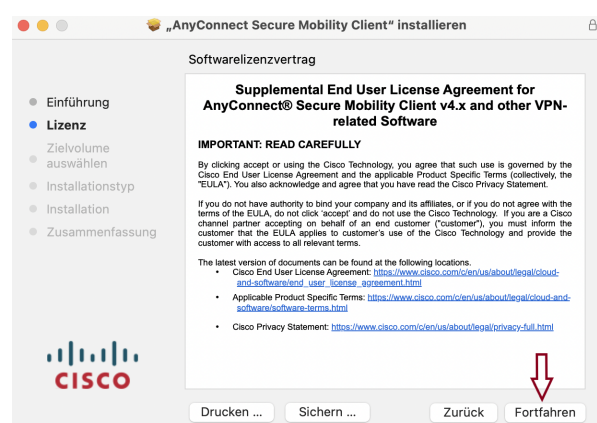 „AnyConnect Secure Mobility Client“ installieren
Softwarelizenzvertrag
Einführung
Lizenz
Zielvolume
auswählen
Installationstyp
Installation
Zusammenfassung
Supplemental End User License Agreement for
AnyConnect® Secure Mobility Client v4.x and other VPN-
related Software
IMPORTANT: READ CAREFULLY
By clicking accept or using the Cisco Technology, you agree that such use is governed by the
Cisco End User License Agreement and the applicable Product Specific Terms (collectively, the
"EULA"). You also acknowledge and agree that you have read the Cisco Privacy Statement.
If you do not have authority to bind your company and its affiliates, or if you do not agree with the
terms of the EULA, do not click 'accept' and do not use the Cisco Technology. If you are a Cisco
channel partner accepting on behalf of an end customer ("customer"), you must inform the
customer that the EULA applies to customer's use of the Cisco Technology and provide the
customer with access to all relevant terms.
The latest version of documents can be found at the following locations.
• Cisco End User License Agreement: https://www.cisco.com/c/en/us/about/legal/cloud-
and-software/end_user_license_agreement.html
• Applicable Product Specific Terms: https://www.cisco.com/c/en/us/about/legal/cloud-and-
software/software-terms.html
• Cisco Privacy Statement: https://www.cisco.com/c/en/us/about/legal/privacy-full.html
CISCO
Drucken ... Sichern ... Zurück Fortfahren